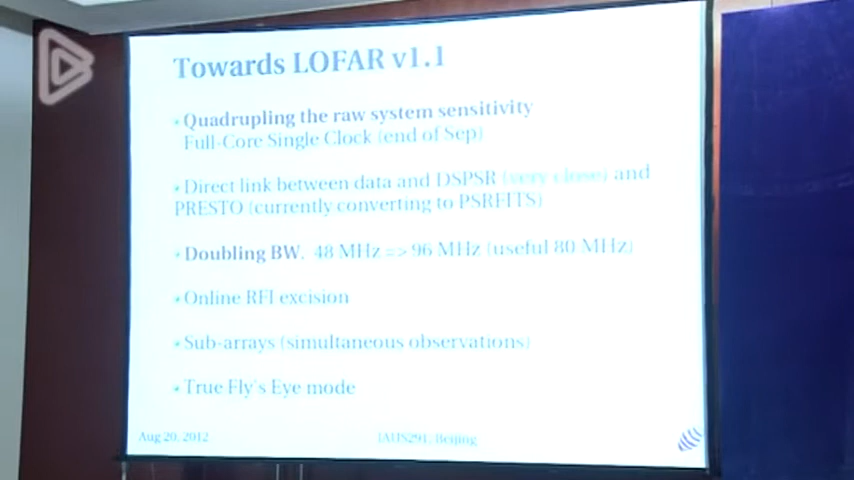 Towards LOFAR v1.1
• Quadrupling the raw system sensitivity
Full-Core Single Clock (end of Sep)
• Direct link between data and DSPSR (very close) and
PRESTO (currently converting to PSRFITS)
• Doubling BW. 48 MHz => 96 MHz (useful 80 MHz)
• Online RFI excision
• Sub-arrays (simultaneous observations)
• True Fly's Eye mode
Aug 20, 2012 IAUS291, Beijing